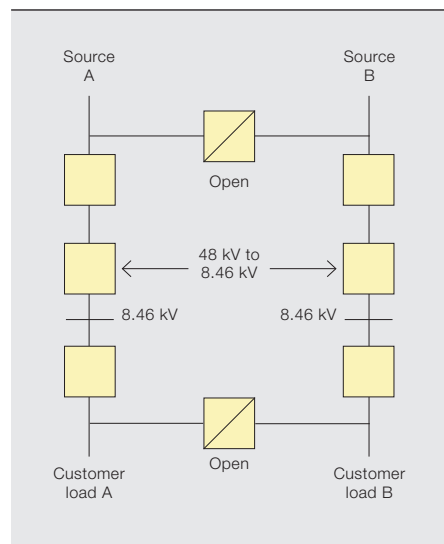 Source
A
Source
B
Open
48 kV to
8.46 kV
8.46 kV
8.46 kV
Open
Customer
load A
Customer
load B